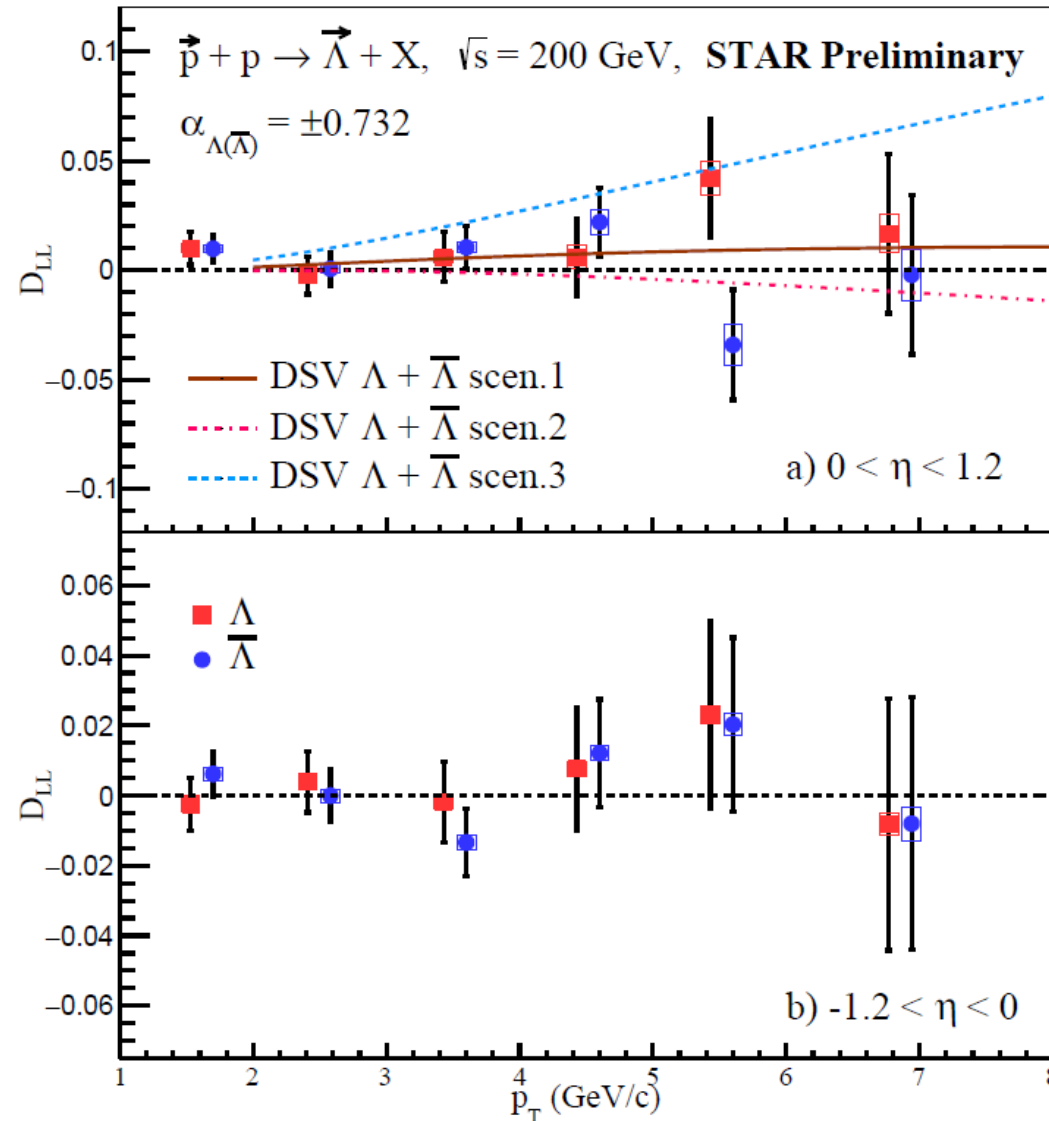 p⃗ + p → Λ⃗ + X, √s = 200 GeV, STAR Preliminary
α_Λ(Λ̅) = ±0.732
0.1
0.05
0
−0.05
−0.1
D_LL
DSV Λ + Λ̅ scen.1
DSV Λ + Λ̅ scen.2
DSV Λ + Λ̅ scen.3
a) 0 < η < 1.2
0.06
0.04
0.02
0
−0.02
−0.04
−0.06
D_LL
Λ
Λ̅
b) -1.2 < η < 0
1 2 3 4 5 6 7 8
p_T (GeV/c)